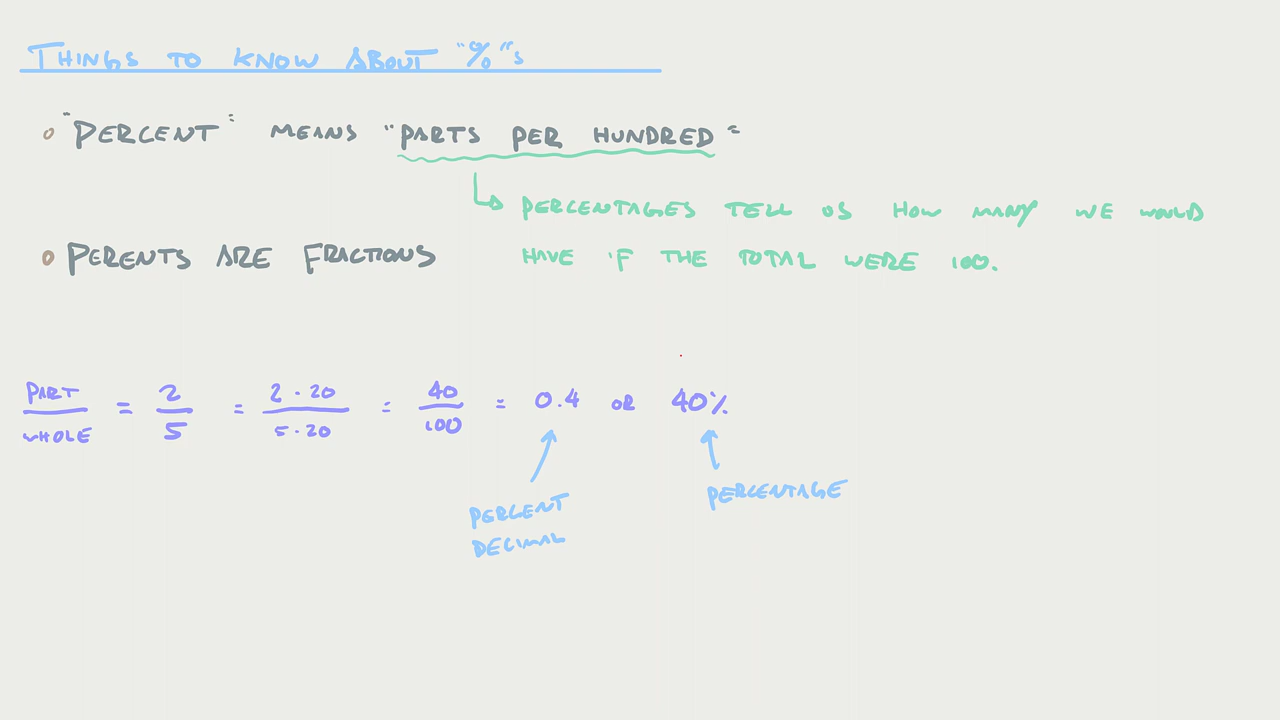 THINGS TO KNOW ABOUT "%"s
"PERCENT" MEANS "PARTS PER HUNDRED"
PERCENTAGES TELL US HOW MANY WE WOULD
HAVE IF THE TOTAL WERE 100.
PERENTS ARE FRACTIONS
PART/WHOLE = 2/5 = 2·20/5·20 = 40/100 = 0.4 OR 40%
PERCENT
DECIMAL
PERCENTAGE